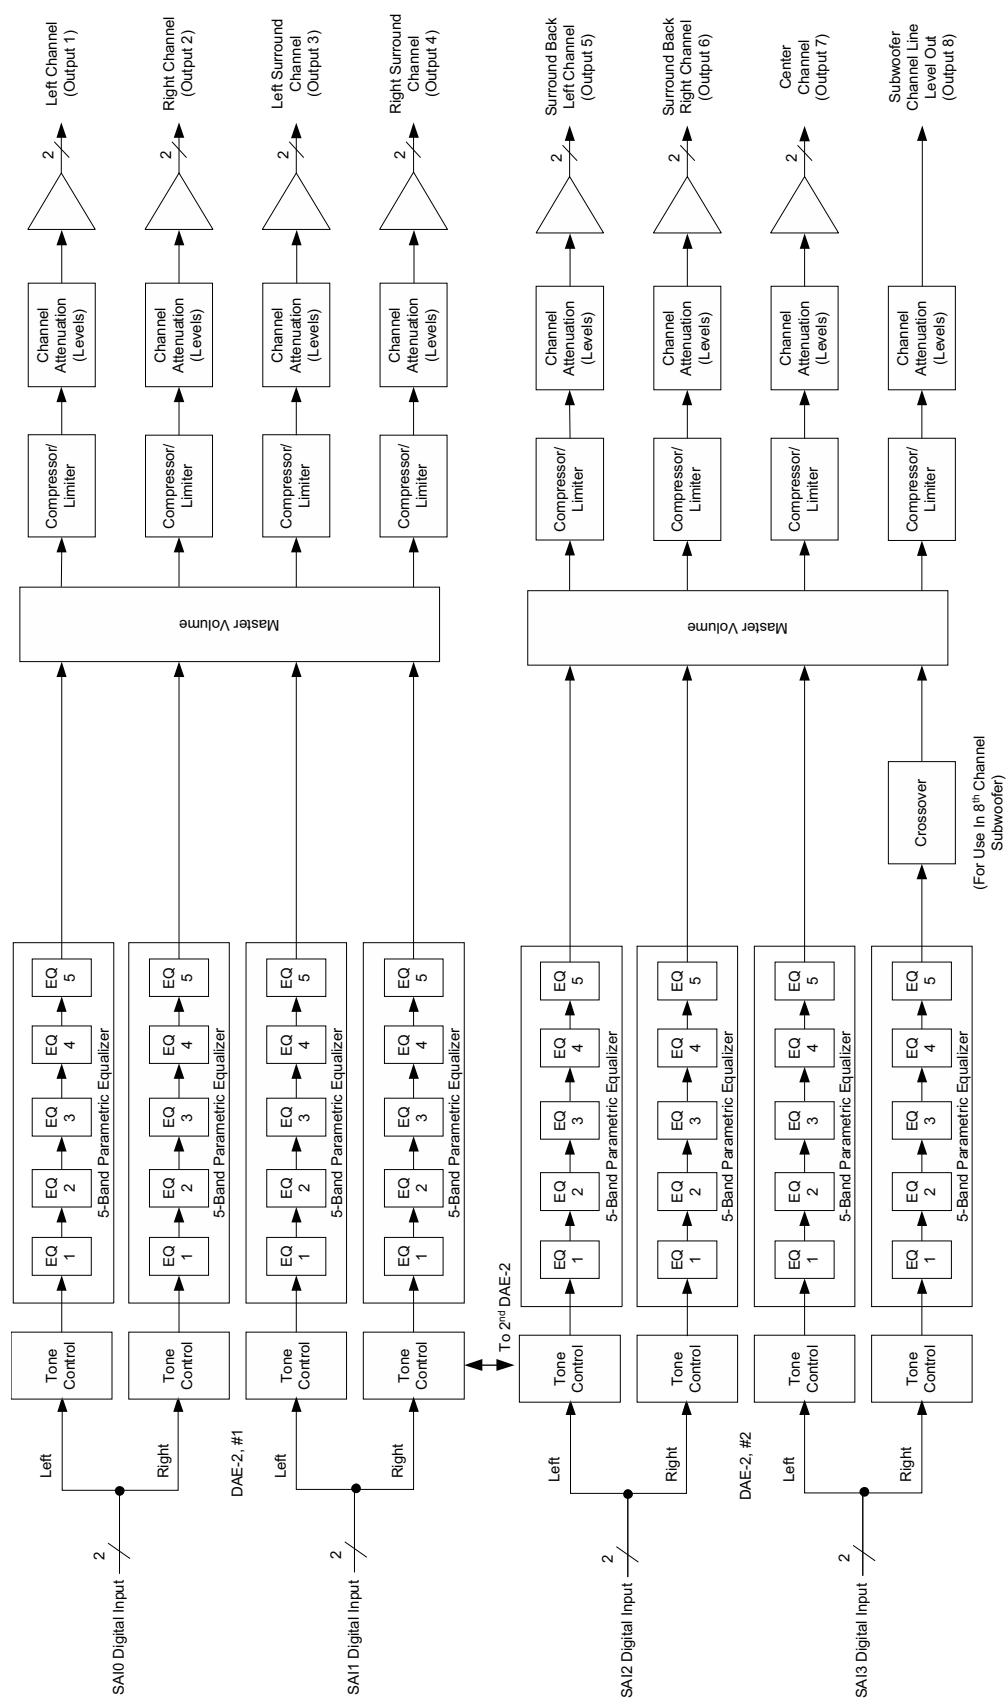 SAI0 Digital Input
2
Left
Tone
Control
EQ
1
EQ
2
EQ
3
EQ
4
EQ
5
5-Band Parametric Equalizer
Master Volume
Compressor/
Limiter
Channel
Attenuation
(Levels)
2
Left Channel
(Output 1)
Right
Tone
Control
EQ
1
EQ
2
EQ
3
EQ
4
EQ
5
5-Band Parametric Equalizer
Compressor/
Limiter
Channel
Attenuation
(Levels)
2
Right Channel
(Output 2)
DAE-2, #1
SAI1 Digital Input
2
Left
Tone
Control
EQ
1
EQ
2
EQ
3
EQ
4
EQ
5
5-Band Parametric Equalizer
Compressor/
Limiter
Channel
Attenuation
(Levels)
2
Left Surround
Channel
(Output 3)
Right
Tone
Control
EQ
1
EQ
2
EQ
3
EQ
4
EQ
5
5-Band Parametric Equalizer
Compressor/
Limiter
Channel
Attenuation
(Levels)
2
Right Surround
Channel
(Output 4)
To 2nd DAE-2
SAI2 Digital Input
2
Left
Tone
Control
EQ
1
EQ
2
EQ
3
EQ
4
EQ
5
5-Band Parametric Equalizer
Master Volume
Compressor/
Limiter
Channel
Attenuation
(Levels)
2
Surround Back
Left Channel
(Output 5)
Right
Tone
Control
EQ
1
EQ
2
EQ
3
EQ
4
EQ
5
5-Band Parametric Equalizer
Compressor/
Limiter
Channel
Attenuation
(Levels)
2
Surround Back
Right Channel
(Output 6)
DAE-2, #2
SAI3 Digital Input
2
Left
Tone
Control
EQ
1
EQ
2
EQ
3
EQ
4
EQ
5
5-Band Parametric Equalizer
Compressor/
Limiter
Channel
Attenuation
(Levels)
2
Center
Channel
(Output 7)
Right
Tone
Control
EQ
1
EQ
2
EQ
3
EQ
4
EQ
5
5-Band Parametric Equalizer
Crossover
(For Use In 8th Channel
Subwoofer)
Compressor/
Limiter
Channel
Attenuation
(Levels)
Subwoofer
Channel Line
Level Out
(Output 8)